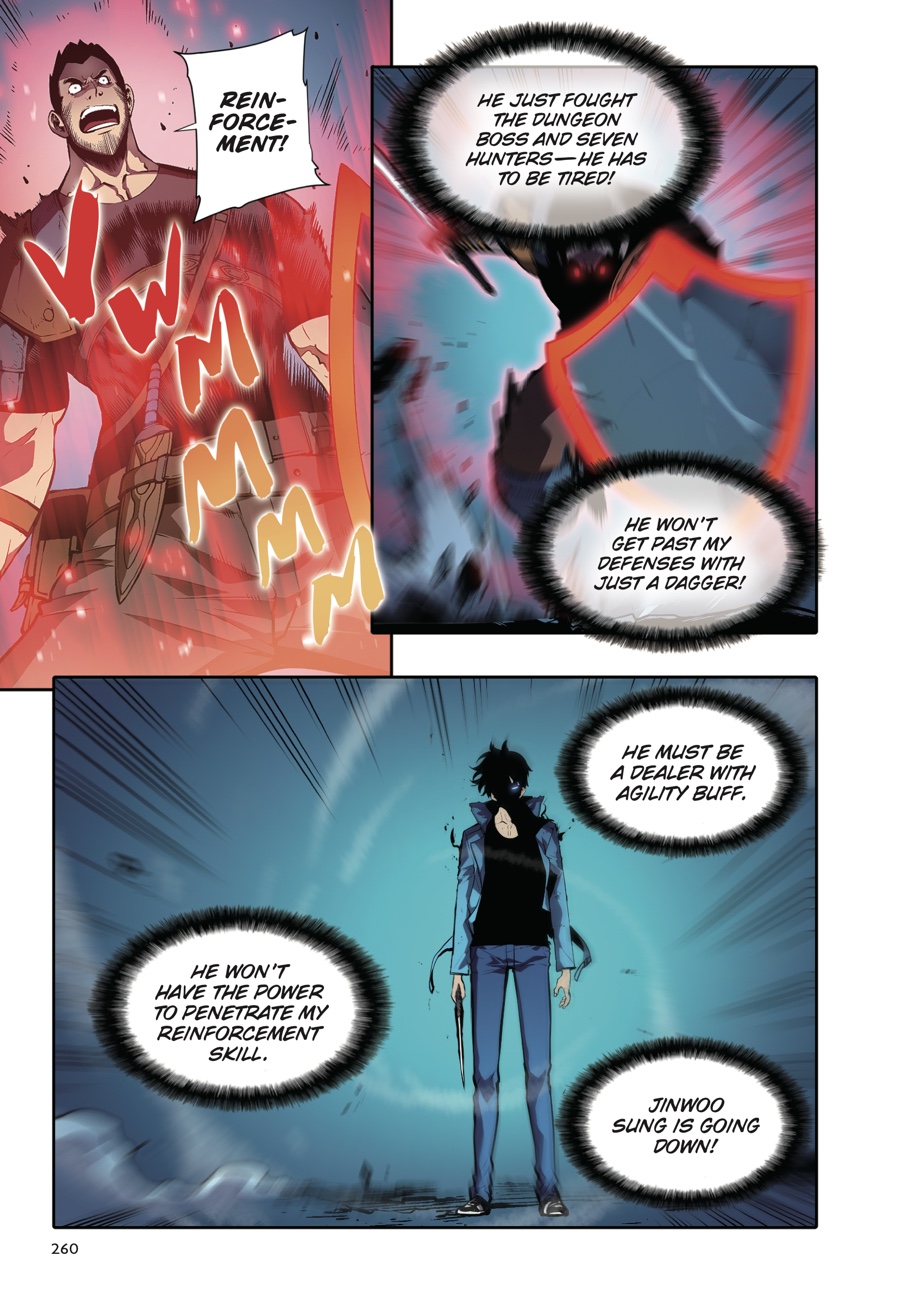 REIN-
FORCE-
MENT!
HE JUST FOUGHT
THE DUNGEON
BOSS AND SEVEN
HUNTERS—HE HAS
TO BE TIRED!
VWMMMM
HE WON'T
GET PAST MY
DEFENSES WITH
JUST A DAGGER!
HE MUST BE
A DEALER WITH
AGILITY BUFF.
HE WON'T
HAVE THE POWER
TO PENETRATE MY
REINFORCEMENT
SKILL.
JINWOO
SUNG IS GOING
DOWN!
260